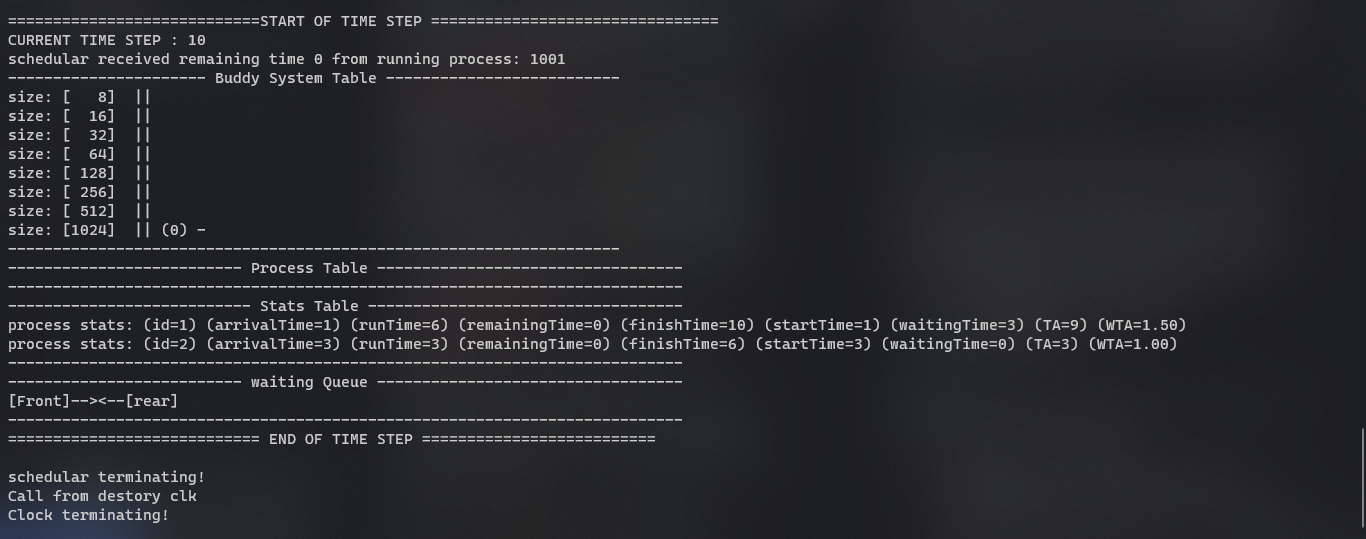 ============================START OF TIME STEP ================================
CURRENT TIME STEP : 10
schedular received remaining time 0 from running process: 1001
---------------------- Buddy System Table --------------------------
size: [   8]  ||
size: [  16]  ||
size: [  32]  ||
size: [  64]  ||
size: [ 128]  ||
size: [ 256]  ||
size: [ 512]  ||
size: [1024]  || (0) -
--------------------------------------------------------------------
-------------------------- Process Table ----------------------------------
---------------------------------------------------------------------------
--------------------------- Stats Table -----------------------------------
process stats: (id=1) (arrivalTime=1) (runTime=6) (remainingTime=0) (finishTime=10) (startTime=1) (waitingTime=3) (TA=9) (WTA=1.50)
process stats: (id=2) (arrivalTime=3) (runTime=3) (remainingTime=0) (finishTime=6) (startTime=3) (waitingTime=0) (TA=3) (WTA=1.00)
---------------------------------------------------------------------------
-------------------------- waiting Queue ----------------------------------
[Front]--><--[rear]
---------------------------------------------------------------------------
============================ END OF TIME STEP ==========================
schedular terminating!
Call from destory clk
Clock terminating!